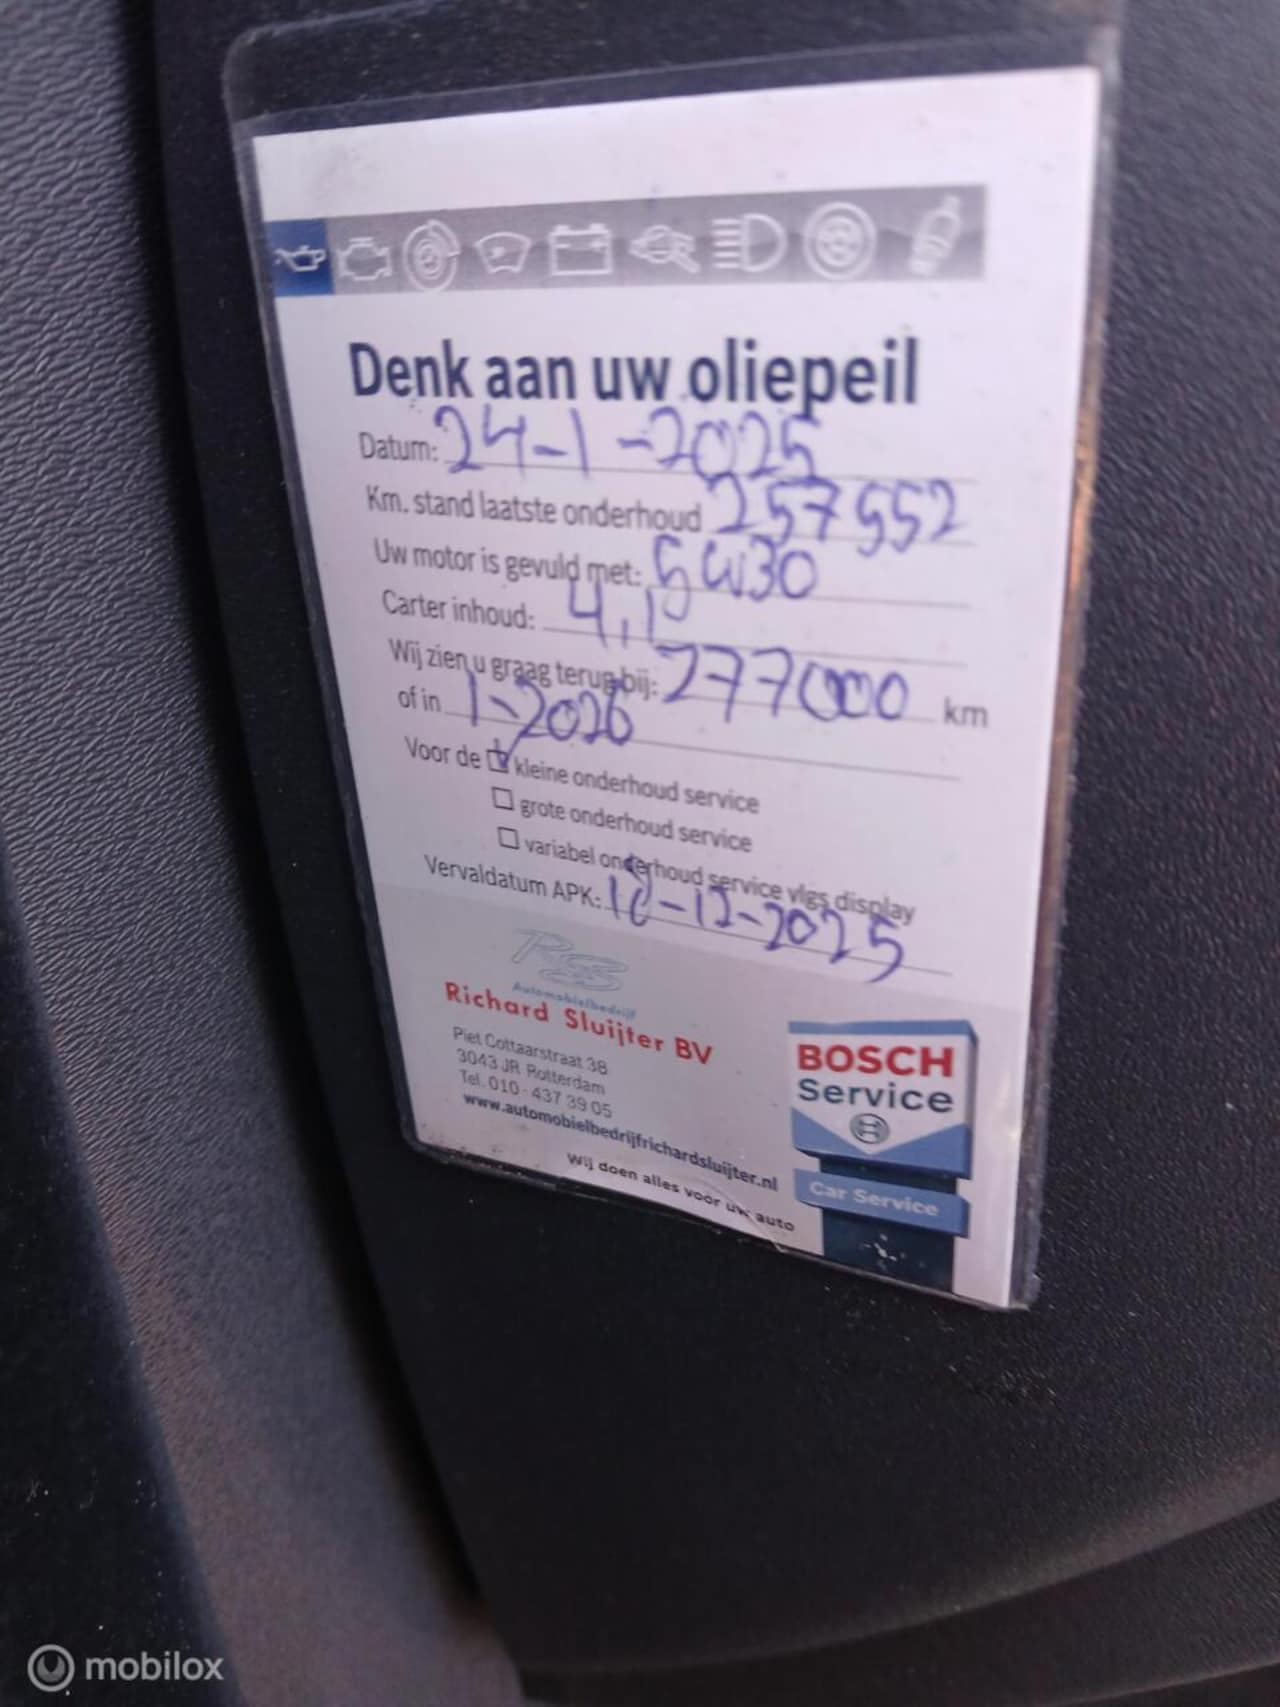 Denk aan uw oliepeil
Datum: 24-1-2025
Km. stand laatste onderhoud 257552
Uw motor is gevuld met: 5W30
Carter inhoud: 4,1
Wij zien u graag terug bij: 277000 km
of in 1-2026
Voor de kleine onderhoud service
grote onderhoud service
variabel onderhoud service vlgs display
Vervaldatum APK: 18-12-2025
RSB
Automobielbedrijf
Richard Sluijter BV
Piet Cottaarstraat 38
3043 JR Rotterdam
Tel. 010 - 437 39 05
www.automobielbedrijfrichardsluijter.nl
Wij doen alles voor uw auto
BOSCH
Service
Car Service
mobilox